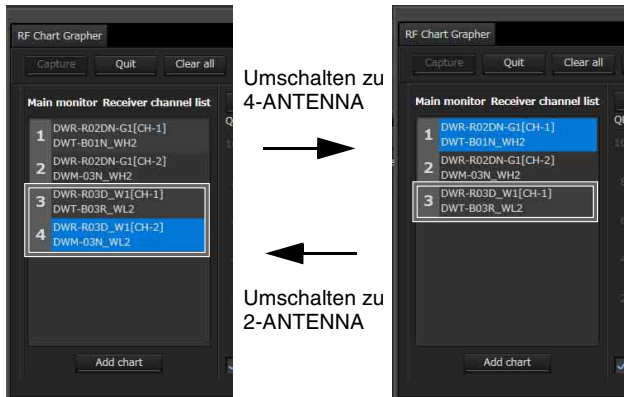 RF Chart Grapher
Capture Quit Clear all
Main monitor Receiver channel list
1 DWR-R02DN-G1[CH-1]
DWT-B01N_WH2
2 DWR-R02DN-G1[CH-2]
DWM-03N_WH2
3 DWR-R03D_W1[CH-1]
DWT-B03R_WL2
4 DWR-R03D_W1[CH-2]
DWM-03N_WL2
Add chart
Umschalten zu
4-ANTENNA
Umschalten zu
2-ANTENNA
RF Chart Grapher
Capture Quit Clear all
Main monitor Receiver channel list
1 DWR-R02DN-G1[CH-1]
DWT-B01N_WH2
2 DWR-R02DN-G1[CH-2]
DWM-03N_WH2
3 DWR-R03D_W1[CH-1]
DWT-B03R_WL2
Add chart